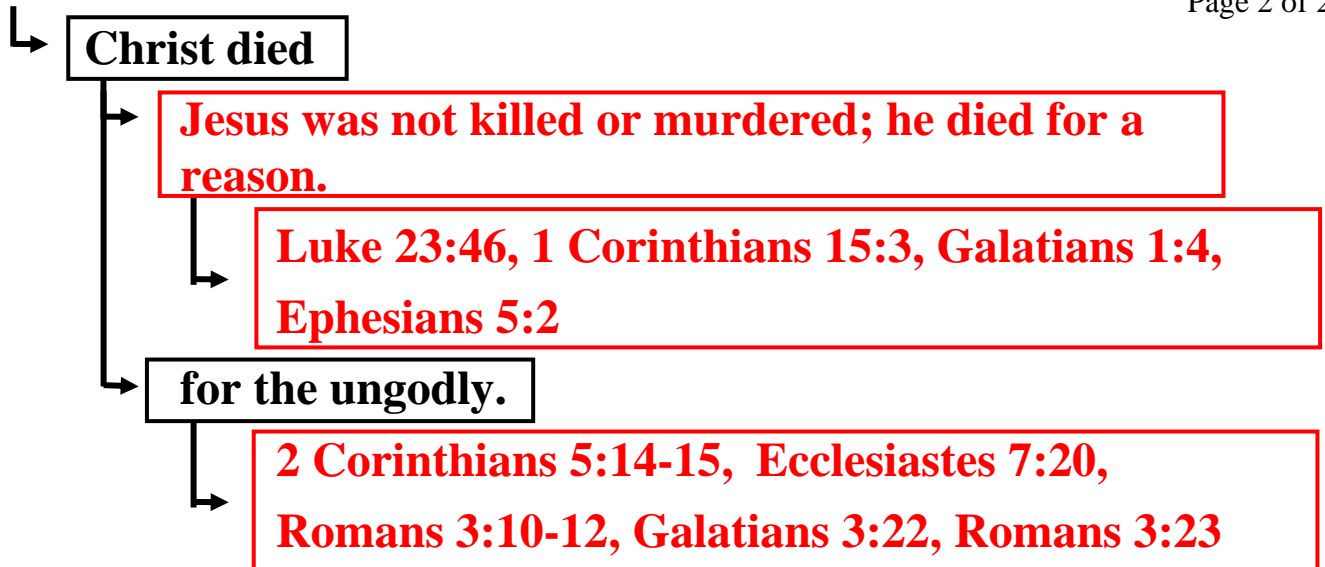 Page 2 of 2
Christ died
Jesus was not killed or murdered; he died for a
reason.
Luke 23:46, 1 Corinthians 15:3, Galatians 1:4,
Ephesians 5:2
for the ungodly.
2 Corinthians 5:14-15, Ecclesiastes 7:20,
Romans 3:10-12, Galatians 3:22, Romans 3:23